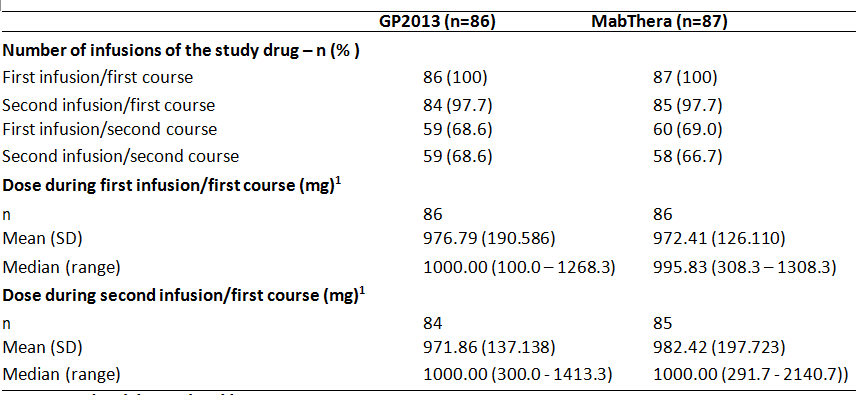 GP2013 (n=86) MabThera (n=87)
Number of infusions of the study drug – n (% )
First infusion/first course 86 (100) 87 (100)
Second infusion/first course 84 (97.7) 85 (97.7)
First infusion/second course 59 (68.6) 60 (69.0)
Second infusion/second course 59 (68.6) 58 (66.7)
Dose during first infusion/first course (mg)¹
n 86 86
Mean (SD) 976.79 (190.586) 972.41 (126.110)
Median (range) 1000.00 (100.0 – 1268.3) 995.83 (308.3 – 1308.3)
Dose during second infusion/first course (mg)¹
n 84 85
Mean (SD) 971.86 (137.138) 982.42 (197.723)
Median (range) 1000.00 (300.0 - 1413.3) 1000.00 (291.7 - 2140.7))